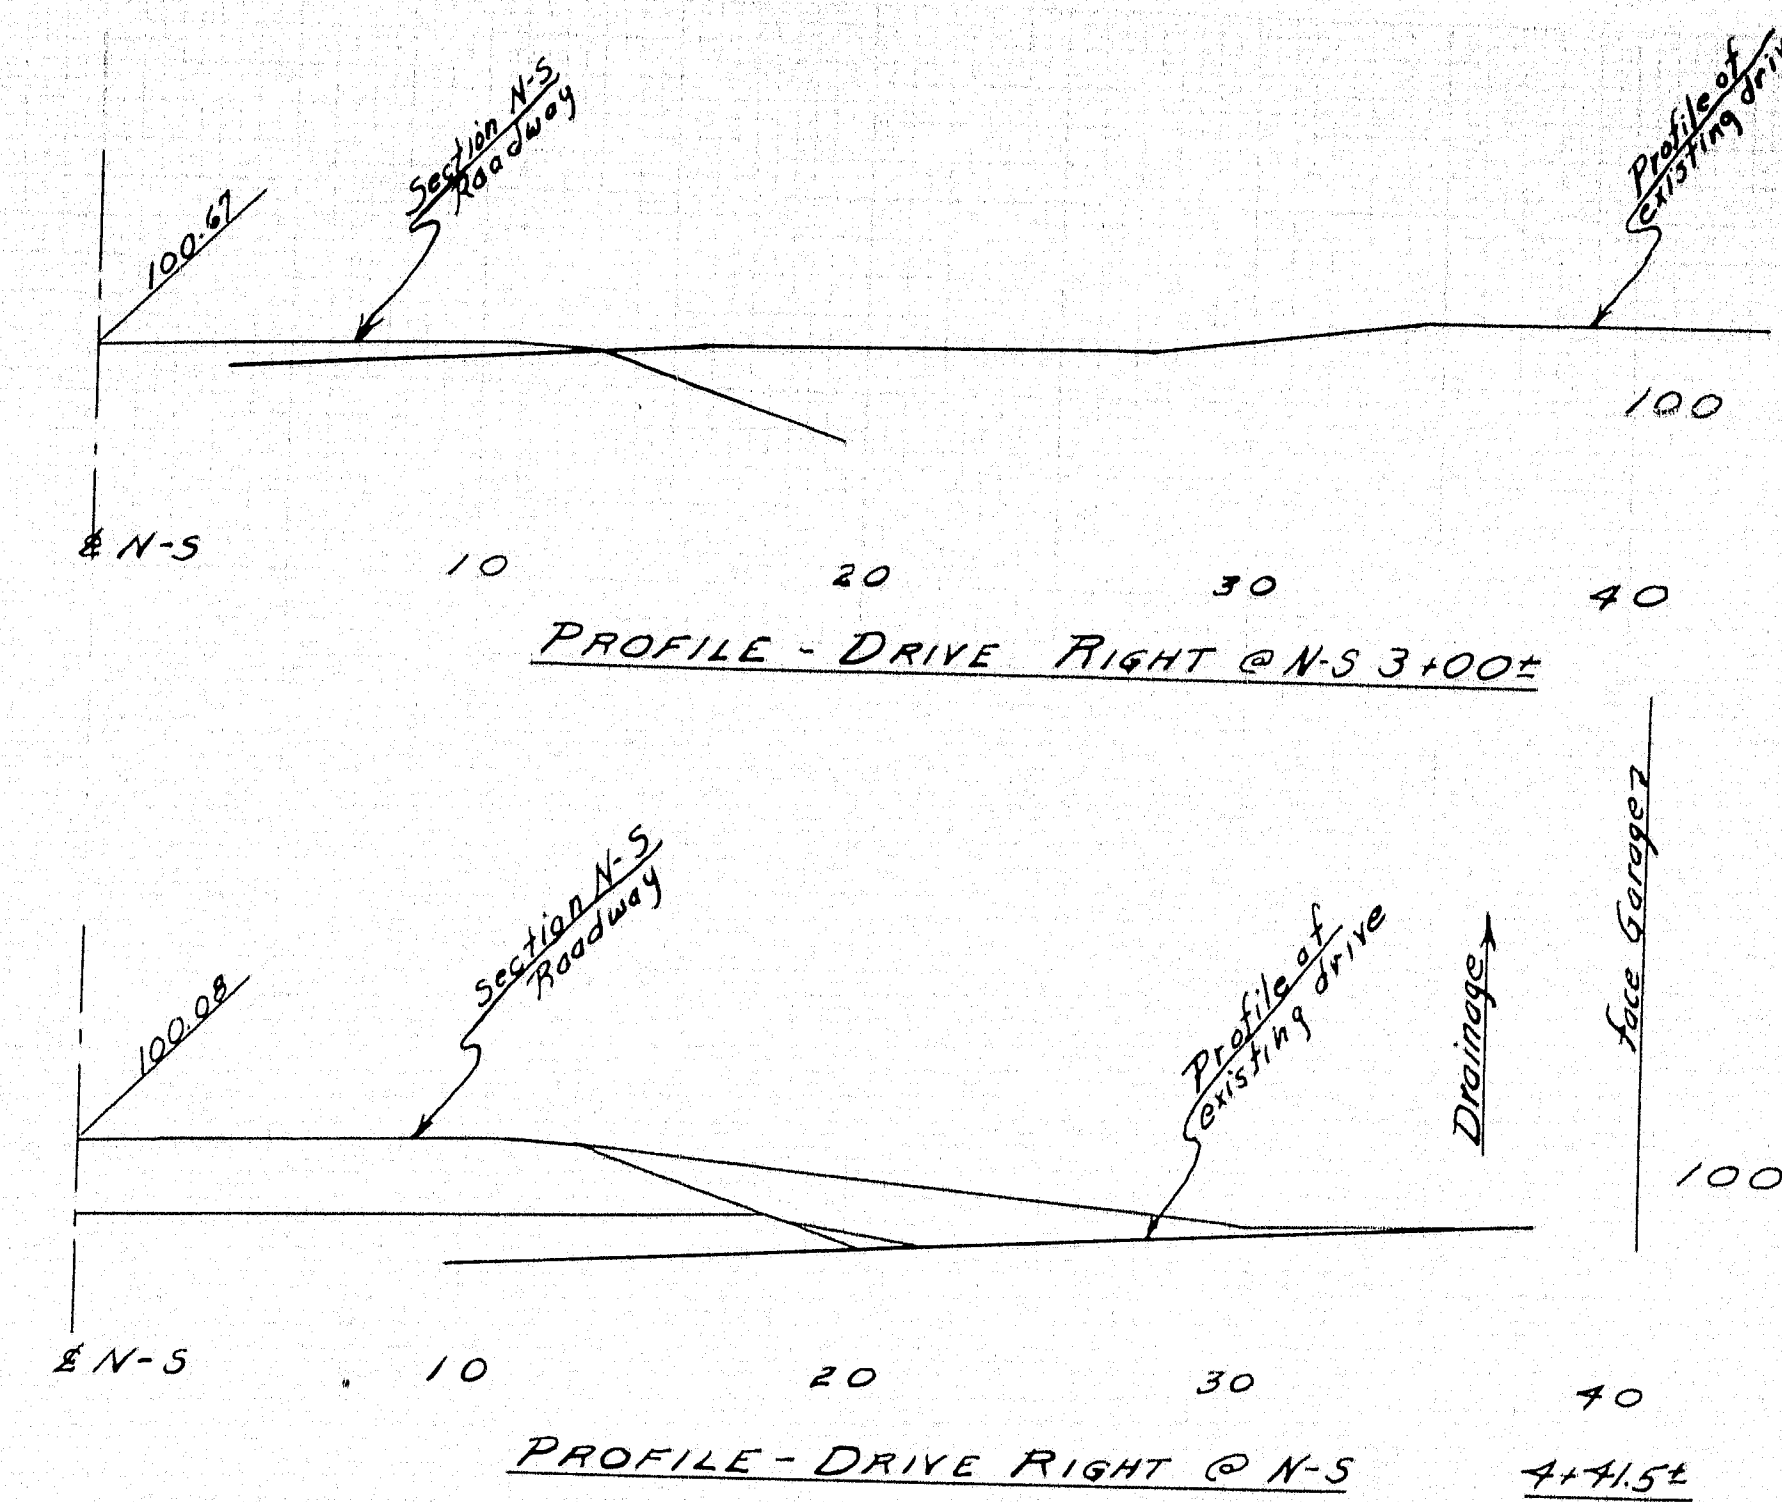 Section N-S
Roadway
Profile of
existing
100.67
100
℄ N-S
10
20
30
40
PROFILE - DRIVE RIGHT @ N-S 3+00±
Section N-S
Roadway
Profile of
existing drive
Drainage
face Garage
100.08
100
℄ N-S
10
20
30
40
PROFILE - DRIVE RIGHT @ N-S 4+41.5±